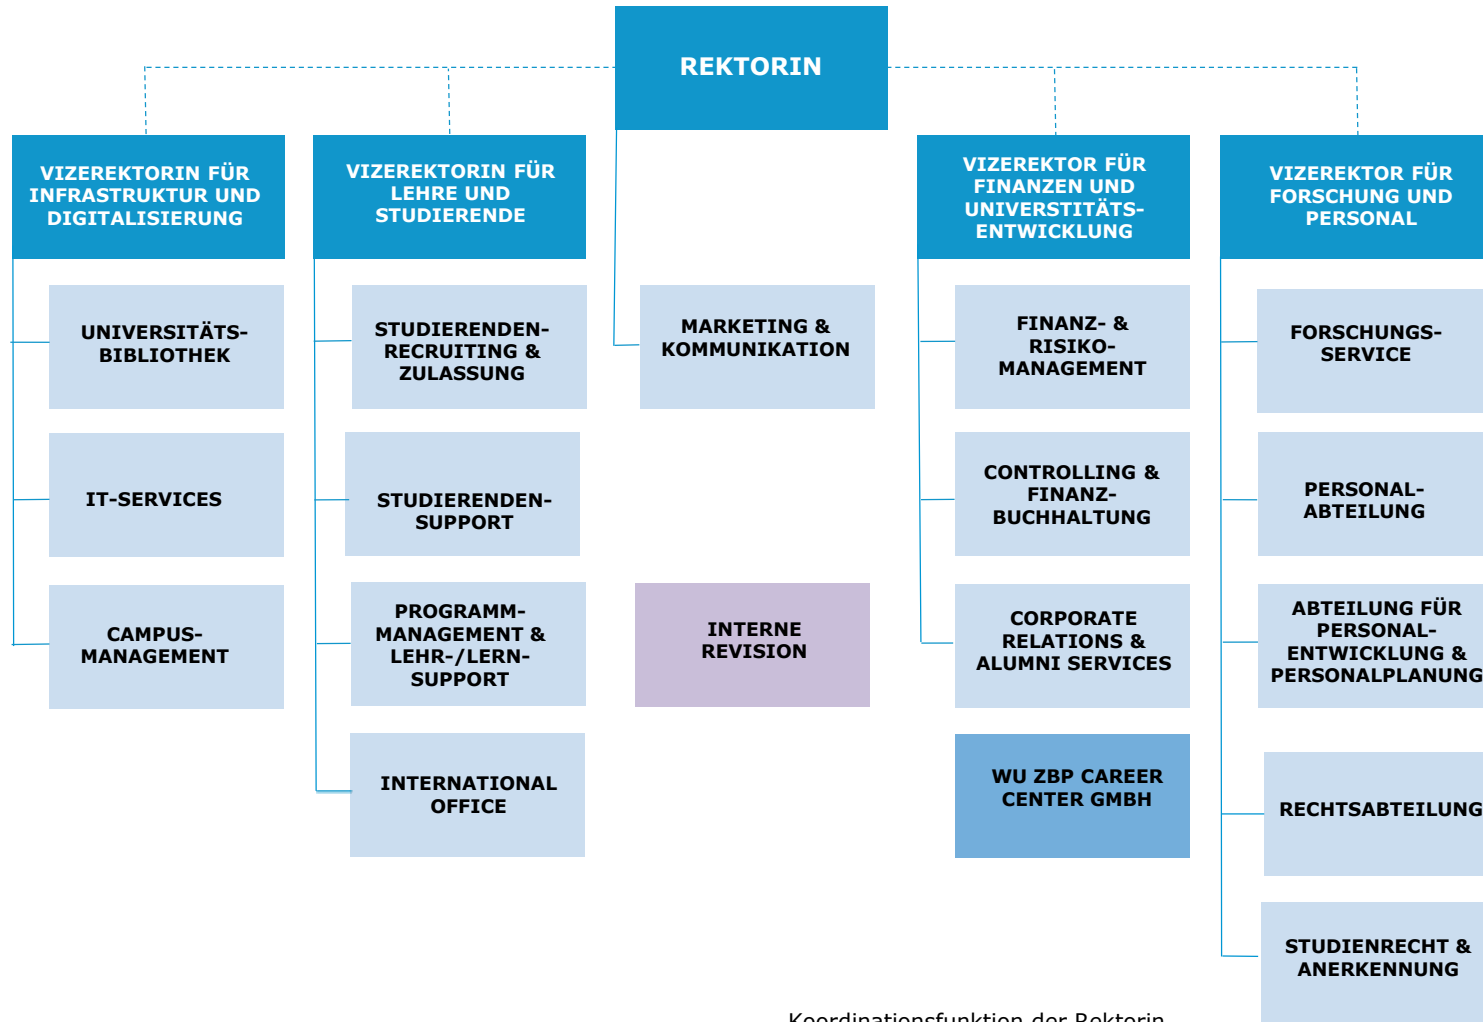 REKTORIN
VIZEREKTORIN FÜR
INFRASTRUKTUR UND
DIGITALISIERUNG
VIZEREKTORIN FÜR
LEHRE UND
STUDIERENDE
VIZEREKTOR FÜR
FINANZEN UND
UNIVERSTITÄTS-
ENTWICKLUNG
VIZEREKTOR FÜR
FORSCHUNG UND
PERSONAL
UNIVERSITÄTS-
BIBLIOTHEK
STUDIERENDEN-
RECRUITING &
ZULASSUNG
MARKETING &
KOMMUNIKATION
FINANZ- &
RISIKO-
MANAGEMENT
FORSCHUNGS-
SERVICE
IT-SERVICES
STUDIERENDEN-
SUPPORT
CONTROLLING &
FINANZ-
BUCHHALTUNG
PERSONAL-
ABTEILUNG
CAMPUS-
MANAGEMENT
PROGRAMM-
MANAGEMENT &
LEHR-/LERN-
SUPPORT
INTERNE
REVISION
CORPORATE
RELATIONS &
ALUMNI SERVICES
ABTEILUNG FÜR
PERSONAL-
ENTWICKLUNG &
PERSONALPLANUNG
INTERNATIONAL
OFFICE
WU ZBP CAREER
CENTER GMBH
RECHTSABTEILUNG
STUDIENRECHT &
ANERKENNUNG
Koordinationsfunktion der Rektorin